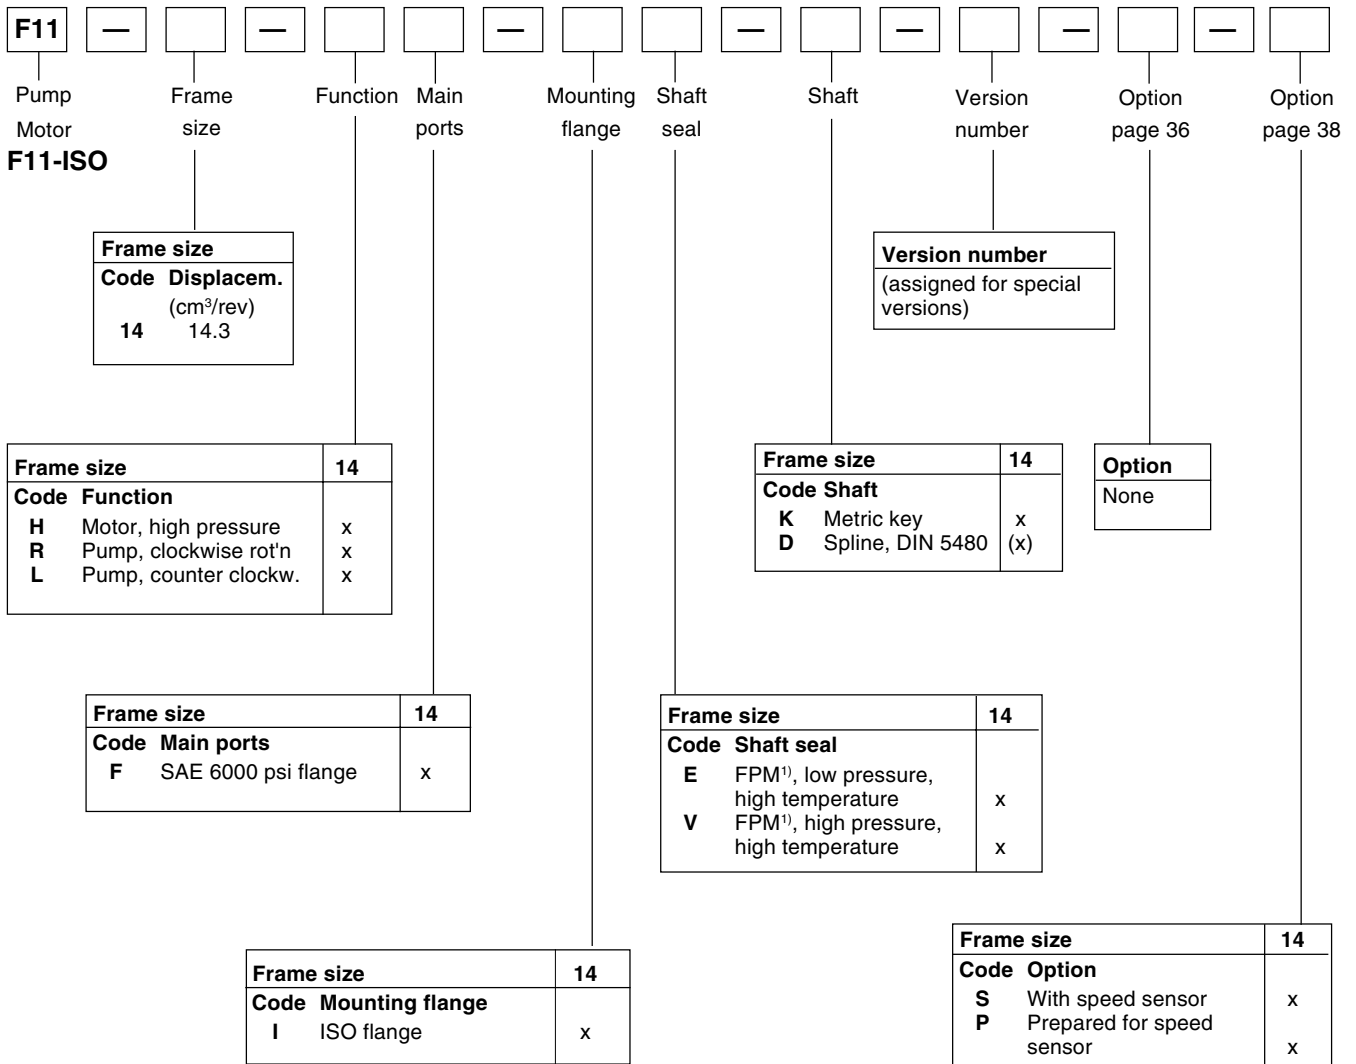 F11 — — — — — — —
Pump Motor Frame size Function Main ports Mounting flange Shaft seal Shaft Version number Option page 36 Option page 38
F11-ISO
Frame size
Code Displacem.
(cm³/rev)
14 14.3
Version number
(assigned for special
versions)
Frame size 14
Code Function
H Motor, high pressure x
R Pump, clockwise rot'n x
L Pump, counter clockw. x
Frame size 14
Code Shaft
K Metric key x
D Spline, DIN 5480 (x)
Option
None
Frame size 14
Code Main ports
F SAE 6000 psi flange x
Frame size 14
Code Shaft seal
E FPM¹⁾, low pressure,
high temperature x
V FPM¹⁾, high pressure,
high temperature x
Frame size 14
Code Mounting flange
I ISO flange x
Frame size 14
Code Option
S With speed sensor x
P Prepared for speed
sensor x